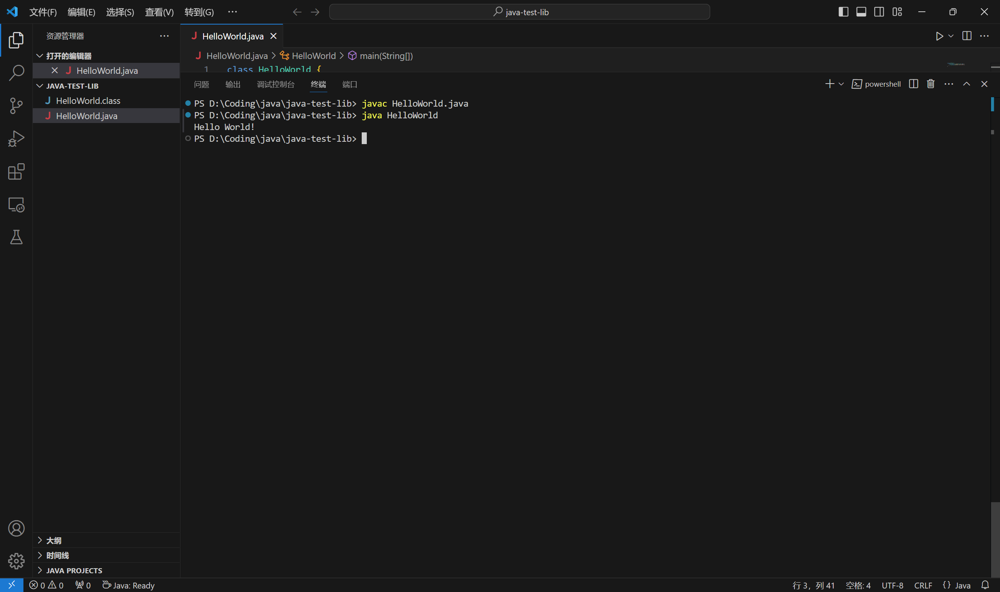 文件(F) 编辑(E) 选择(S) 查看(V) 转到(G) ··· java-test-lib
资源管理器 ···
打开的编辑器
HelloWorld.java
JAVA-TEST-LIB
HelloWorld.class
HelloWorld.java
大纲
时间线
JAVA PROJECTS
HelloWorld.java
HelloWorld.java > HelloWorld > main(String[])
1 class HelloWorld {
问题 输出 调试控制台 终端 端口 powershell
PS D:\Coding\java\java-test-lib> javac HelloWorld.java
PS D:\Coding\java\java-test-lib> java HelloWorld
Hello World!
PS D:\Coding\java\java-test-lib>
0 0 0 Java: Ready 行 3，列 41 空格: 4 UTF-8 CRLF {} Java